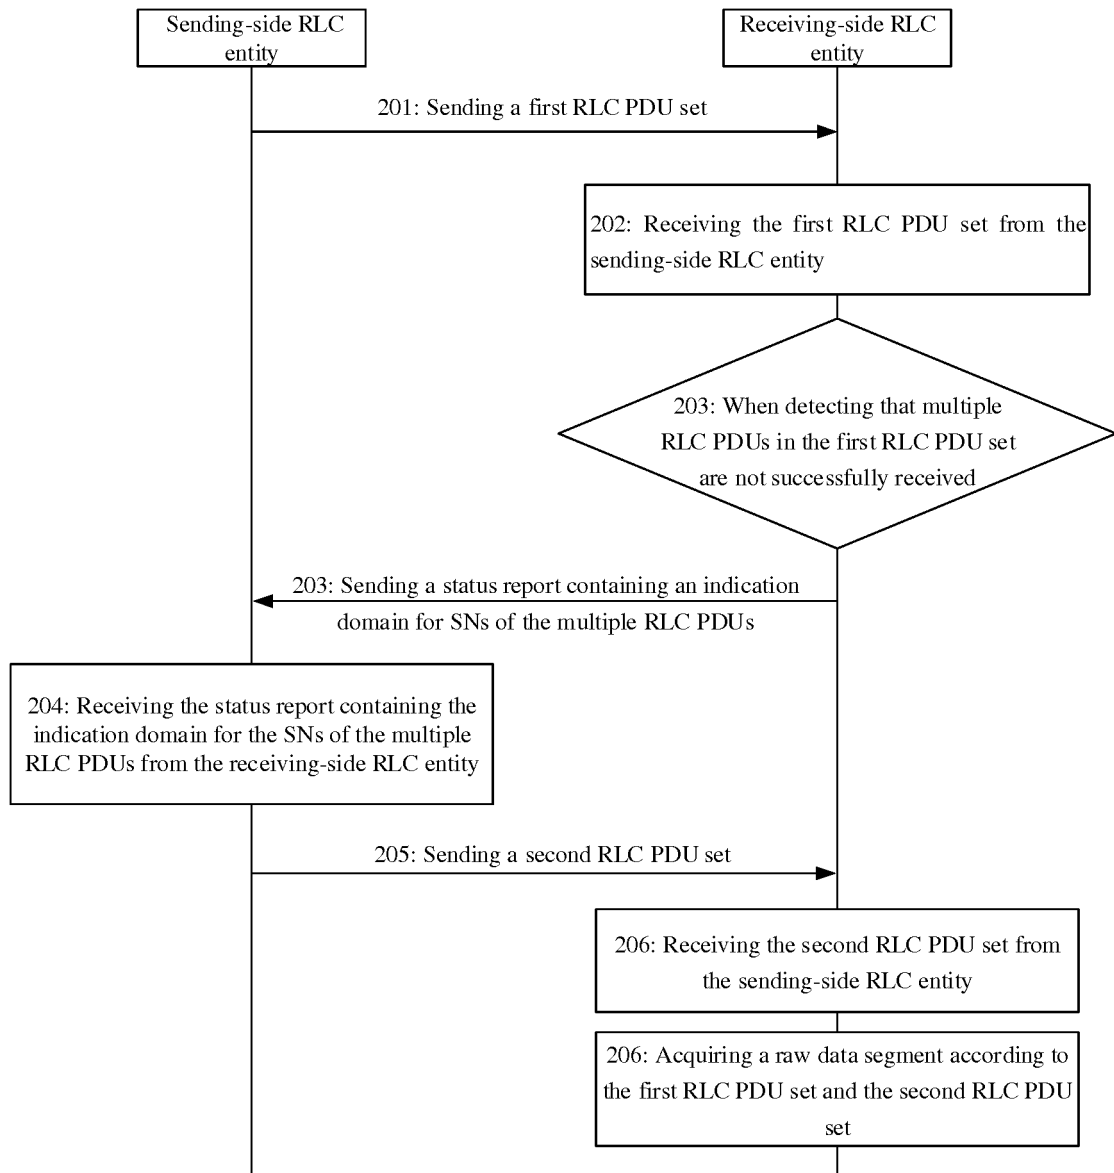 Sending-side RLC
entity
Receiving-side RLC
entity
201: Sending a first RLC PDU set
202: Receiving the first RLC PDU set from the
sending-side RLC entity
203: When detecting that multiple
RLC PDUs in the first RLC PDU set
are not successfully received
203: Sending a status report containing an indication
domain for SNs of the multiple RLC PDUs
204: Receiving the status report containing the
indication domain for the SNs of the multiple
RLC PDUs from the receiving-side RLC entity
205: Sending a second RLC PDU set
206: Receiving the second RLC PDU set from
the sending-side RLC entity
206: Acquiring a raw data segment according to
the first RLC PDU set and the second RLC PDU
set